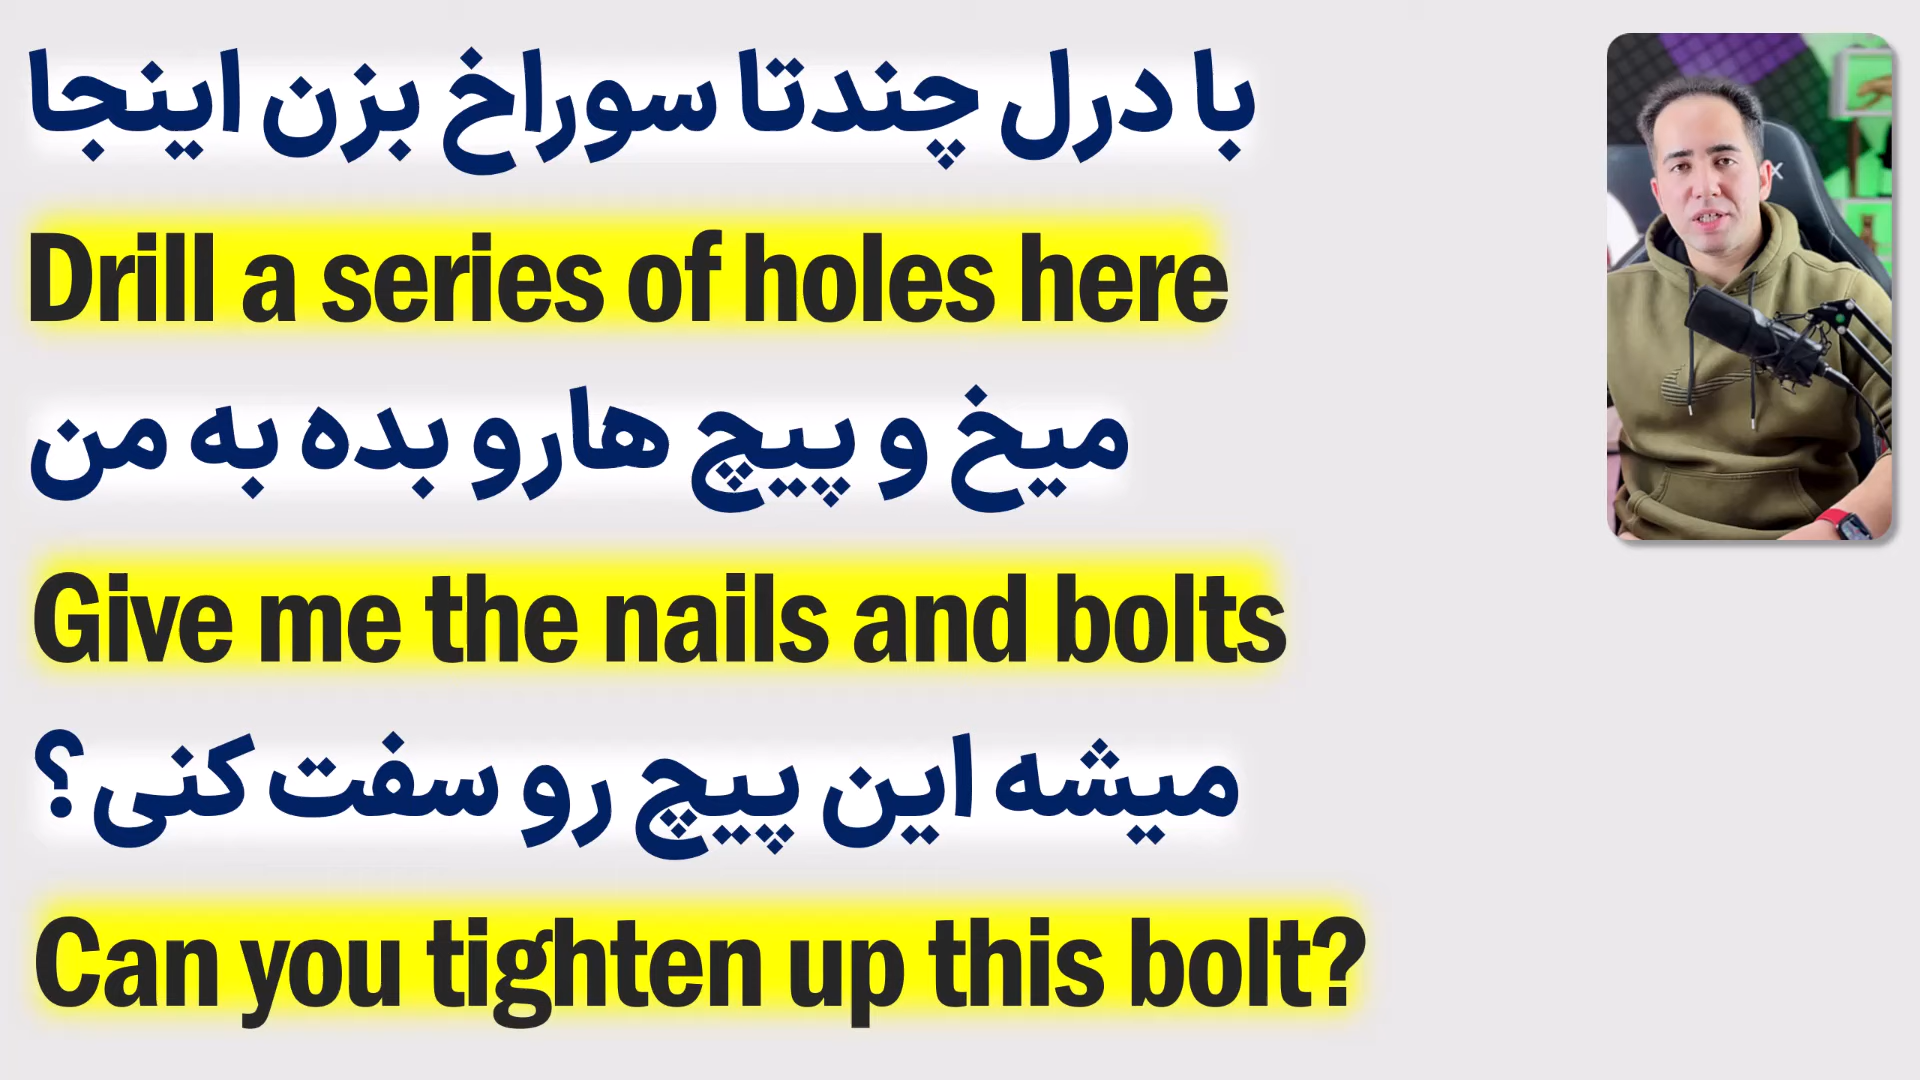 با درل چندتا سوراخ بزن اینجا
Drill a series of holes here
میخ و پیچ هارو بده به من
Give me the nails and bolts
میشه این پیچ رو سفت کنی؟
Can you tighten up this bolt?